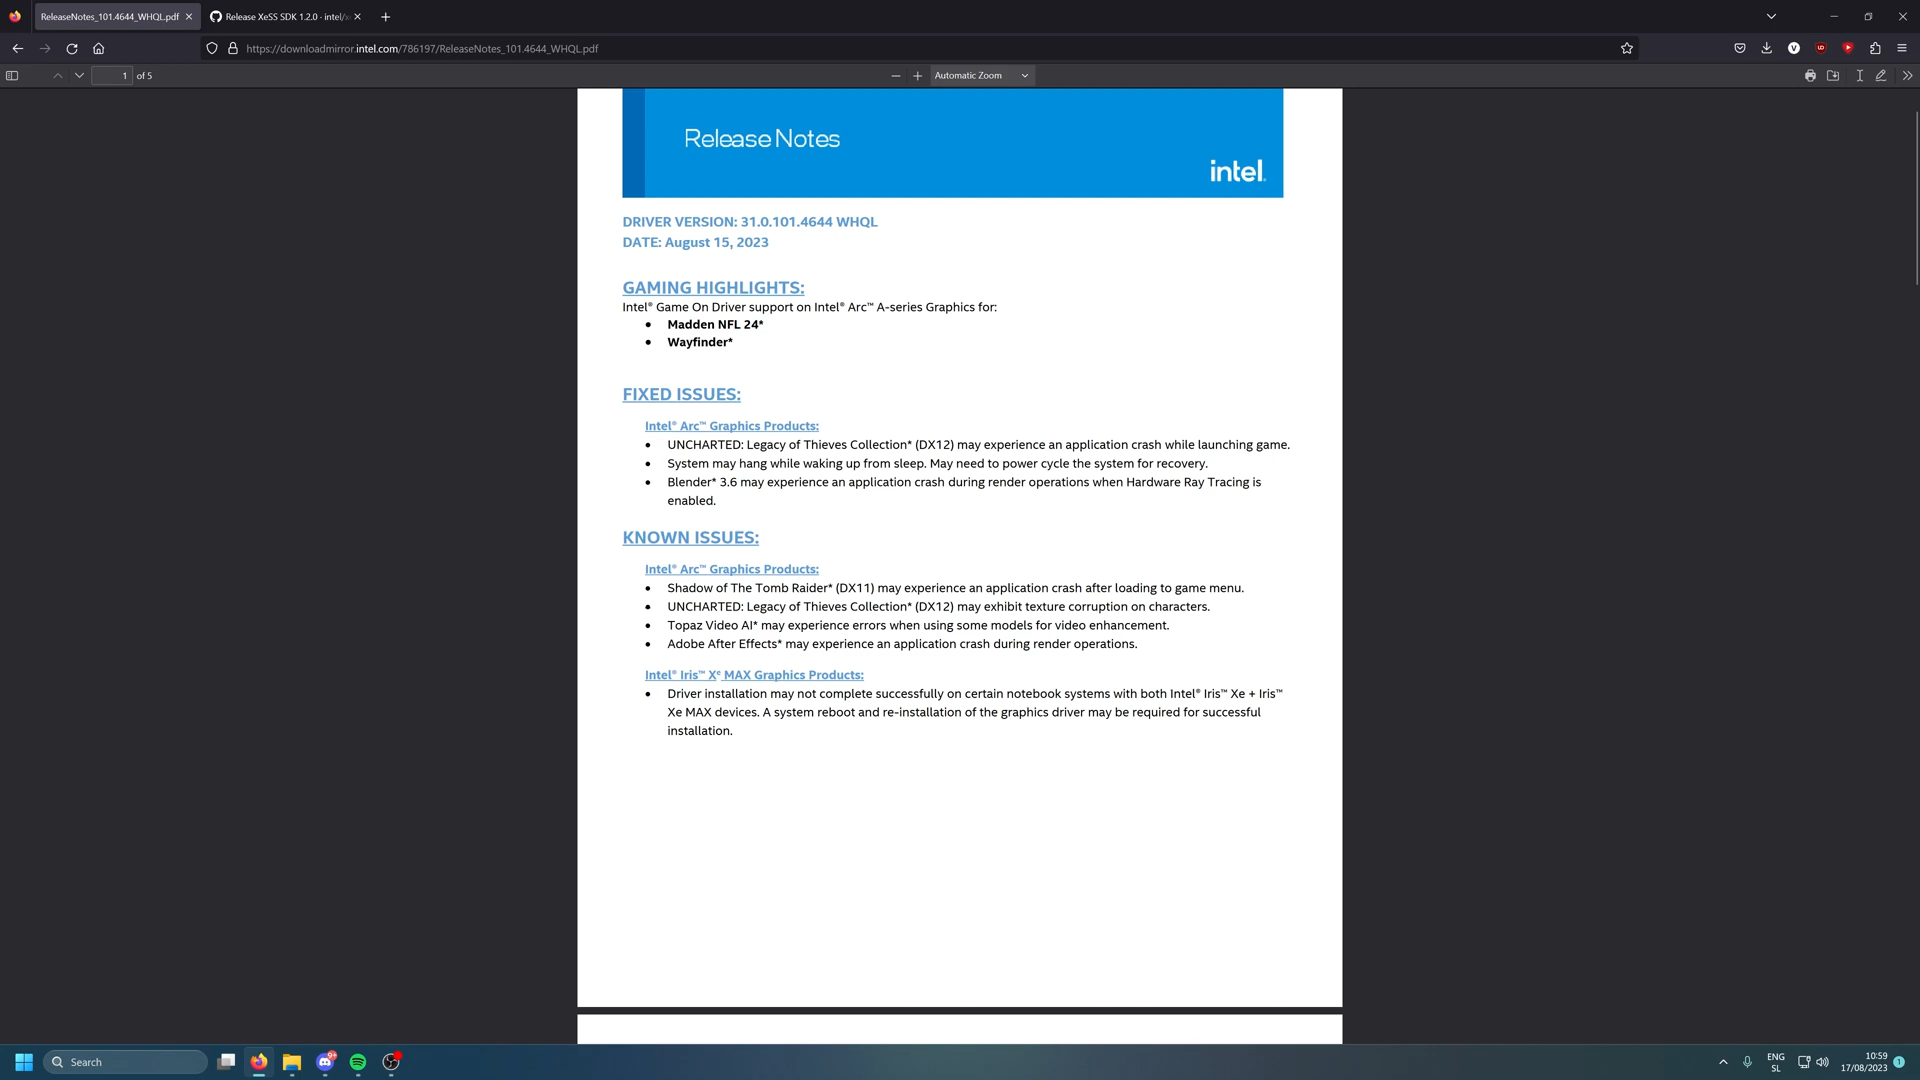 ReleaseNotes_101.4644_WHQL.pdf
Release XeSS SDK 1.2.0 · intel/x
https://downloadmirror.intel.com/786197/ReleaseNotes_101.4644_WHQL.pdf
1 of 5
Automatic Zoom
Release Notes
intel.
DRIVER VERSION: 31.0.101.4644 WHQL
DATE: August 15, 2023
GAMING HIGHLIGHTS:
Intel® Game On Driver support on Intel® Arc™ A-series Graphics for:
• Madden NFL 24*
• Wayfinder*
FIXED ISSUES:
Intel® Arc™ Graphics Products:
• UNCHARTED: Legacy of Thieves Collection* (DX12) may experience an application crash while launching game.
• System may hang while waking up from sleep. May need to power cycle the system for recovery.
• Blender* 3.6 may experience an application crash during render operations when Hardware Ray Tracing is
enabled.
KNOWN ISSUES:
Intel® Arc™ Graphics Products:
• Shadow of The Tomb Raider* (DX11) may experience an application crash after loading to game menu.
• UNCHARTED: Legacy of Thieves Collection* (DX12) may exhibit texture corruption on characters.
• Topaz Video AI* may experience errors when using some models for video enhancement.
• Adobe After Effects* may experience an application crash during render operations.
Intel® Iris™ Xᵉ MAX Graphics Products:
• Driver installation may not complete successfully on certain notebook systems with both Intel® Iris™ Xe + Iris™
Xe MAX devices. A system reboot and re-installation of the graphics driver may be required for successful
installation.
Search
9+
ENG
SL
10:59
17/08/2023
1